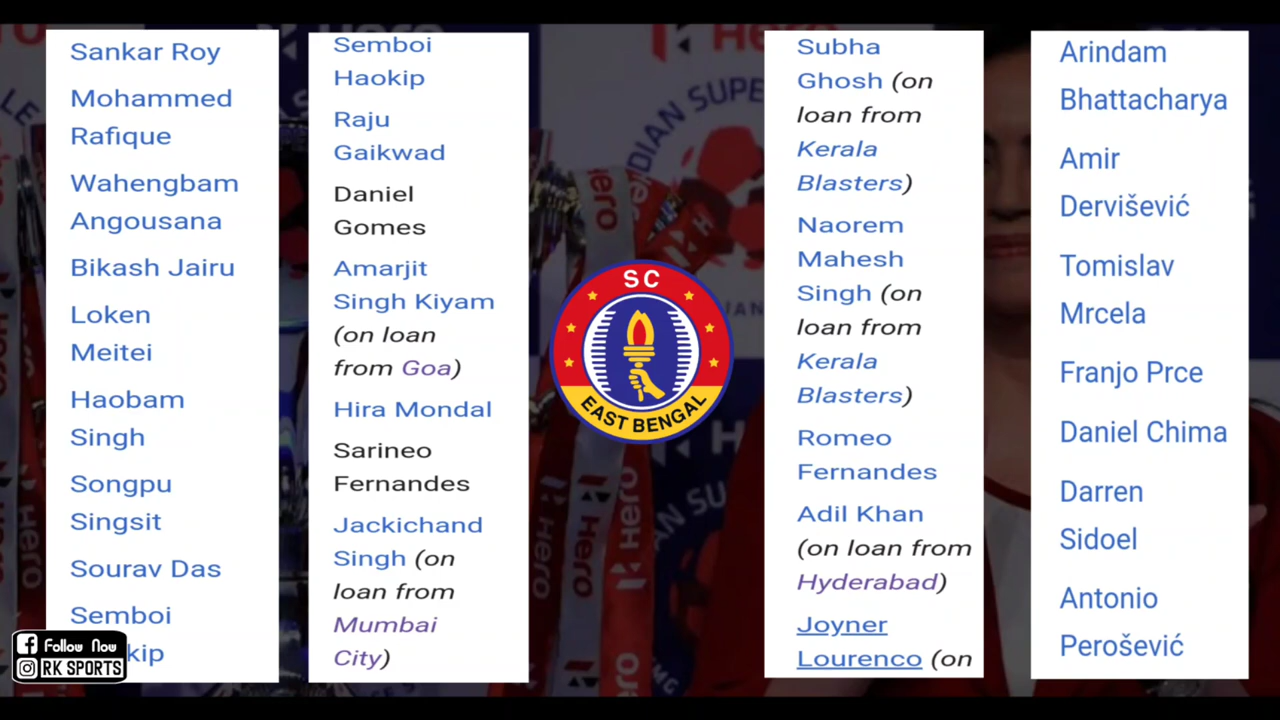 Sankar Roy
Mohammed
Rafique
Wahengbam
Angousana
Bikash Jairu
Loken
Meitei
Haobam
Singh
Songpu
Singsit
Sourav Das
Semboi
kip
Semboi
Haokip
Raju
Gaikwad
Daniel
Gomes
Amarjit
Singh Kiyam
(on loan
from Goa)
Hira Mondal
Sarineo
Fernandes
Jackichand
Singh (on
loan from
Mumbai
City)
SC
EAST BENGAL
Subha
Ghosh (on
loan from
Kerala
Blasters)
Naorem
Mahesh
Singh (on
loan from
Kerala
Blasters)
Romeo
Fernandes
Adil Khan
(on loan from
Hyderabad)
Joyner
Lourenco (on
Arindam
Bhattacharya
Amir
Dervišević
Tomislav
Mrcela
Franjo Prce
Daniel Chima
Darren
Sidoel
Antonio
Perošević
Follow Now
RK SPORTS
Hero
Hero
Hero
Hero